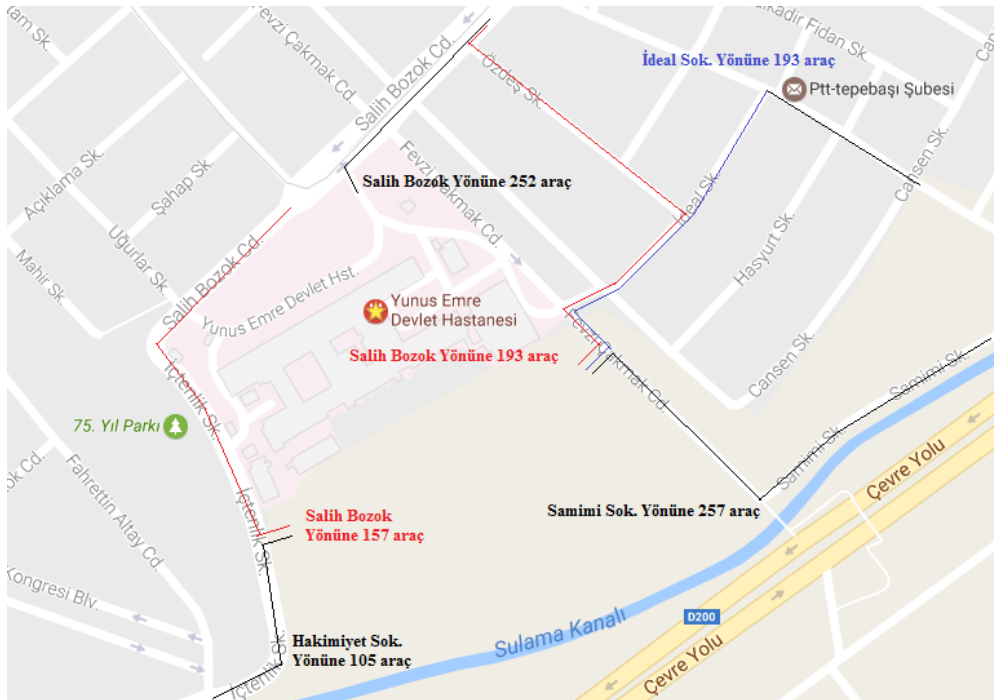 Fevzi Çakmak Cd.
Salih Bozok Cd.
Özdeş Sk.
Cansen Sk.
İdeal Sok. Yönüne 193 araç
Ptt-tepebaşı Şubesi
Açıklama Sk.
Şahap Sk.
Fevzi Çakmak Cd.
Salih Bozok Yönüne 252 araç
Cansen Sk.
İdeal Sk.
Hasyurt Sk.
Mahir Sk.
Uğurlar Sk.
Salih Bozok Cd.
Yunus Emre Devlet Hst.
Yunus Emre
Devlet Hastanesi
Salih Bozok Yönüne 193 araç
Fevzi Çakmak Cd.
Cansen Sk.
Samimi Sk.
İçtenlik Sk.
75. Yıl Parkı
Samimi Sk.
Fahrettin Altay Cd.
Çevre Yolu
İçtenlik Sk.
Salih Bozok
Yönüne 157 araç
Samimi Sok. Yönüne 257 araç
Kongresi Blv.
D200
Sulama Kanalı
Hakimiyet Sok.
Yönüne 105 araç
İçtenlik Sk.
Çevre Yolu